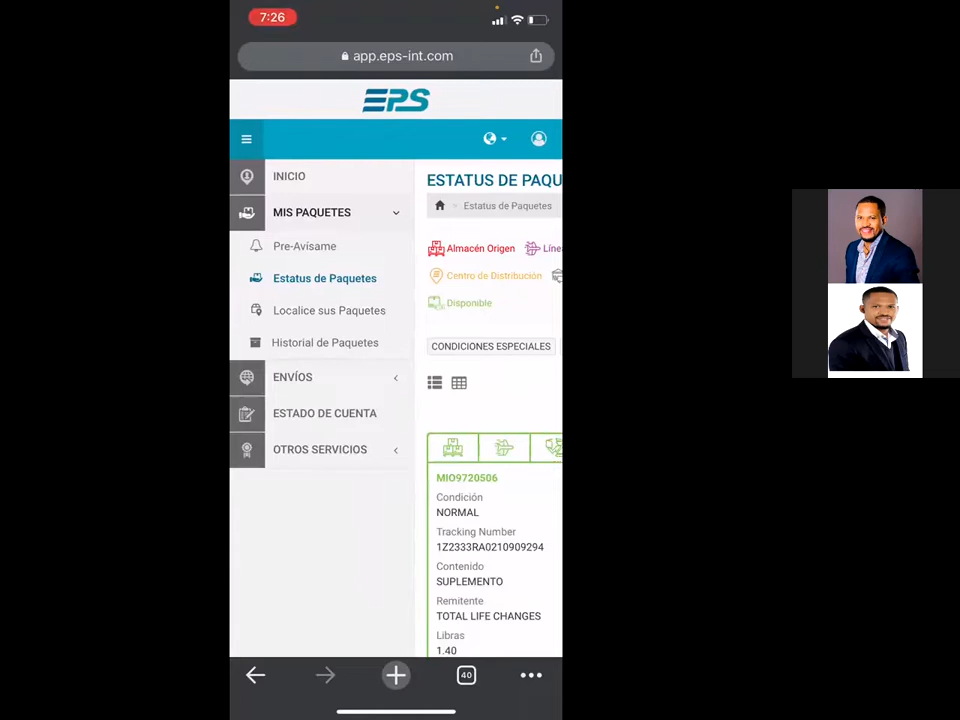 7:26
app.eps-int.com
EPS
INICIO
MIS PAQUETES
Pre-Avísame
Estatus de Paquetes
Localice sus Paquetes
Historial de Paquetes
ENVÍOS
ESTADO DE CUENTA
OTROS SERVICIOS
ESTATUS DE PAQU
Estatus de Paquetes
Almacén Origen
Líne
Centro de Distribución
Disponible
CONDICIONES ESPECIALES
MIO9720506
Condición
NORMAL
Tracking Number
1Z2333RA0210909294
Contenido
SUPLEMENTO
Remitente
TOTAL LIFE CHANGES
Libras
1.40
40